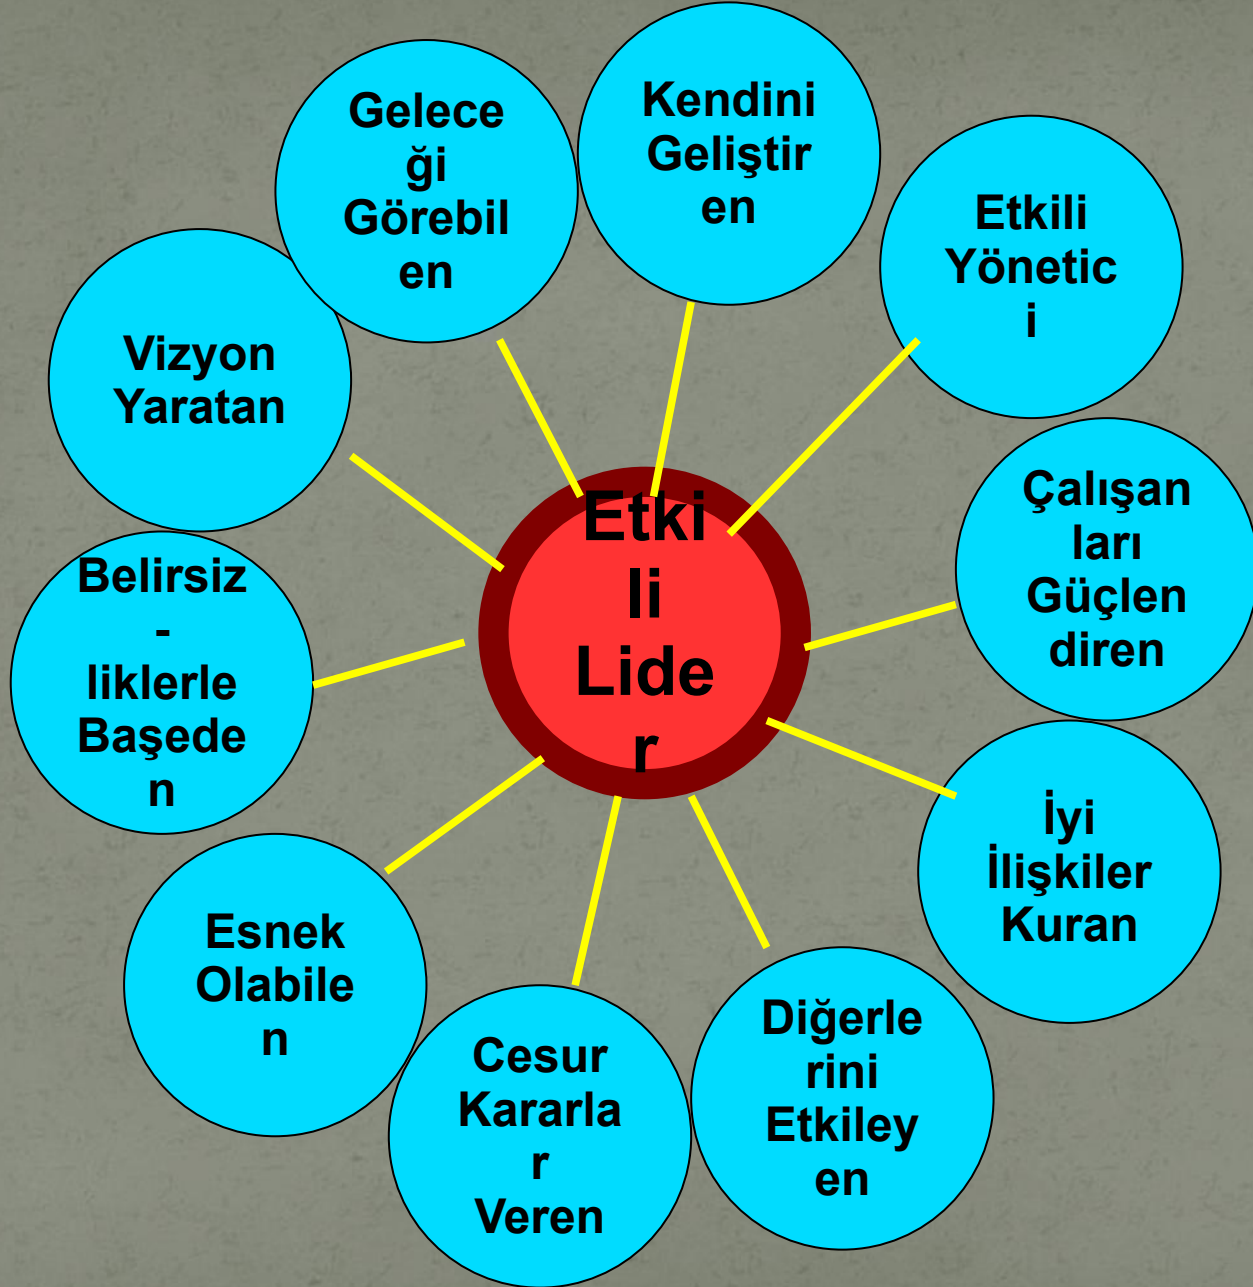 Gelece
ği
Görebil
en
Kendini
Geliştir
en
Etkili
Yönetic
i
Vizyon
Yaratan
Çalışan
ları
Güçlen
diren
Etki
li
Lide
r
Belirsiz
-
liklerle
Başede
n
İyi
İlişkiler
Kuran
Esnek
Olabile
n
Cesur
Kararla
r
Veren
Diğerle
rini
Etkiley
en